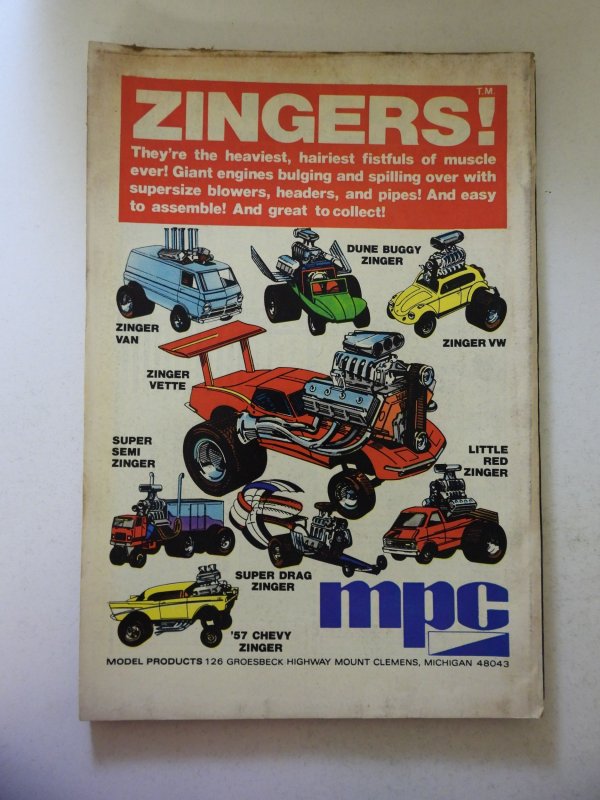 ZINGERS!
T.M.
They're the heaviest, hairiest fistfuls of muscle
ever! Giant engines bulging and spilling over with
supersize blowers, headers, and pipes! And easy
to assemble! And great to collect!
DUNE BUGGY
ZINGER
ZINGER
VAN
ZINGER VW
ZINGER
VETTE
SUPER
SEMI
ZINGER
LITTLE
RED
ZINGER
SUPER DRAG
ZINGER
'57 CHEVY
ZINGER
mpc
MODEL PRODUCTS 126 GROESBECK HIGHWAY MOUNT CLEMENS, MICHIGAN 48043